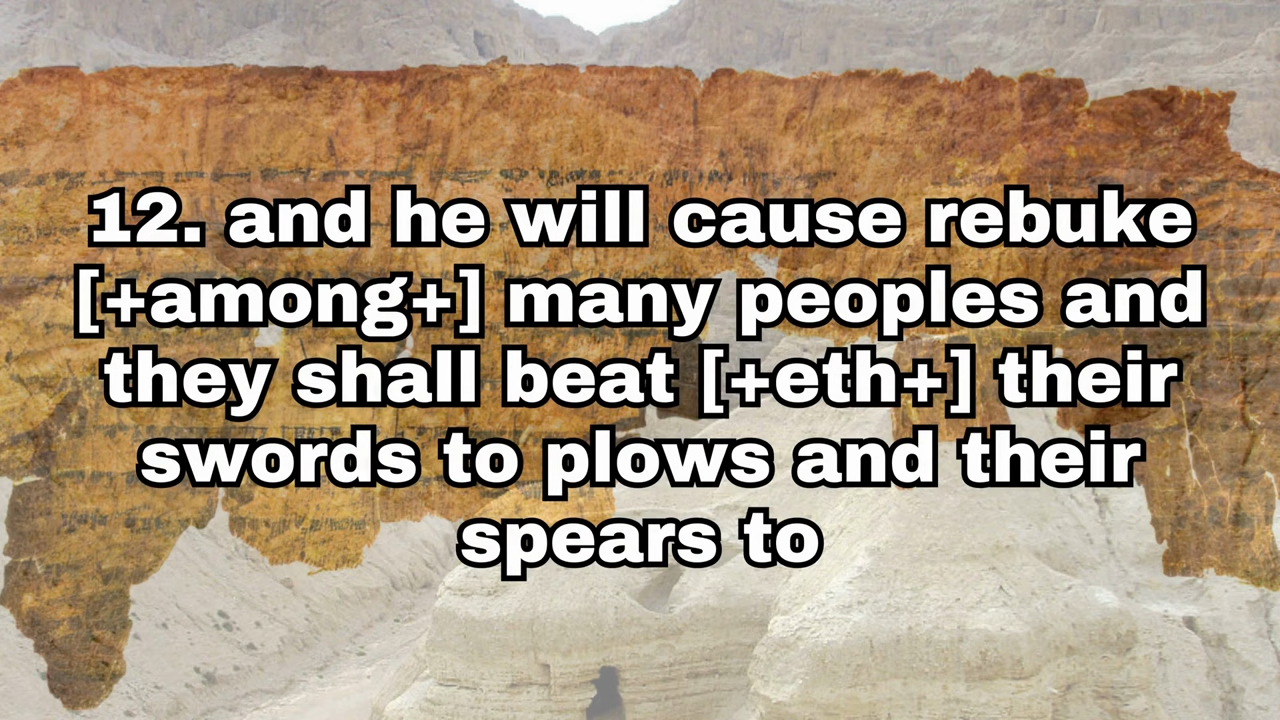 12. and he will cause rebuke
[+among+] many peoples and
they shall beat [+eth+] their
swords to plows and their
spears to